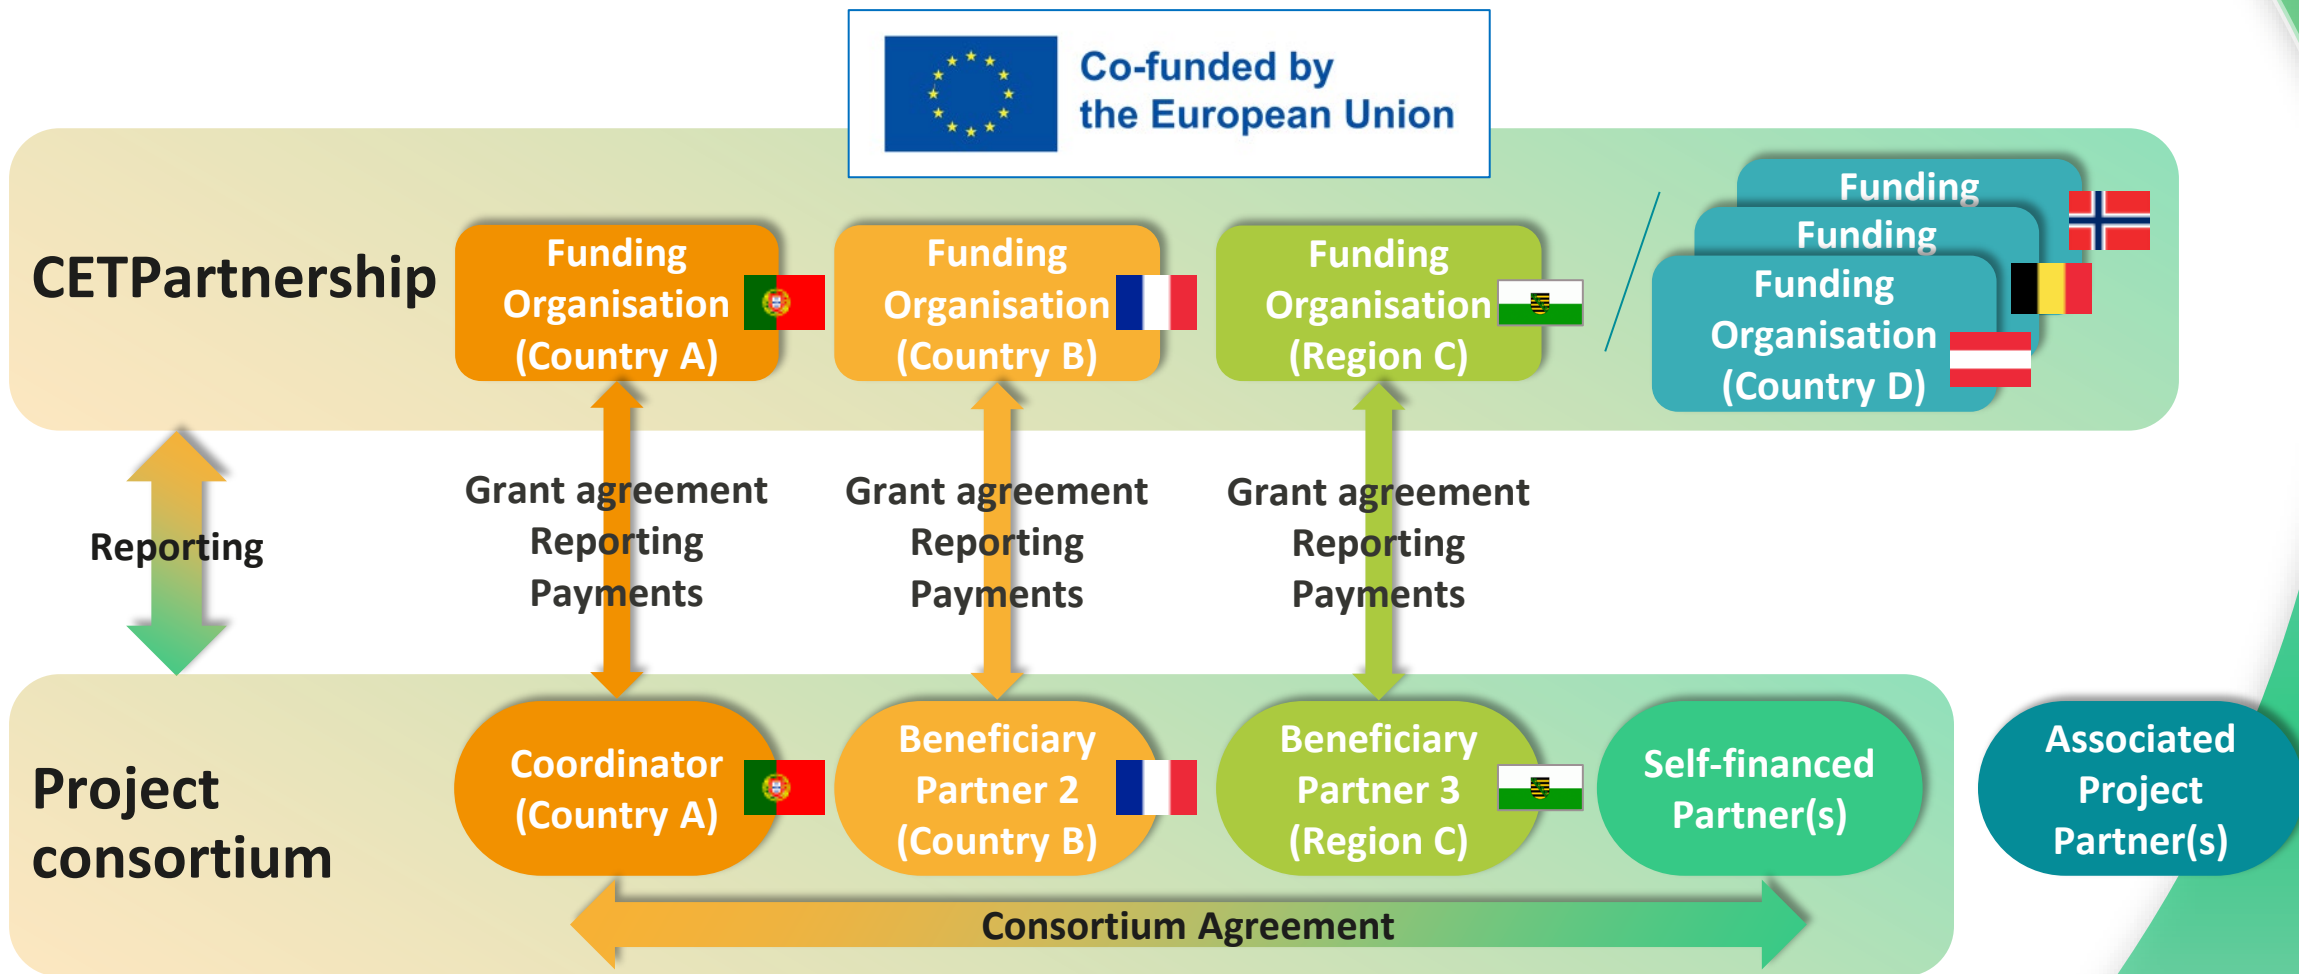 Co-funded by
the European Union
CETPartnership
Funding
Organisation
(Country A)
Funding
Organisation
(Country B)
Funding
Organisation
(Region C)
Funding
Funding
Funding
Organisation
(Country D)
Reporting
Grant agreement
Reporting
Payments
Grant agreement
Reporting
Payments
Grant agreement
Reporting
Payments
Project
consortium
Coordinator
(Country A)
Beneficiary
Partner 2
(Country B)
Beneficiary
Partner 3
(Region C)
Self-financed
Partner(s)
Associated
Project
Partner(s)
Consortium Agreement